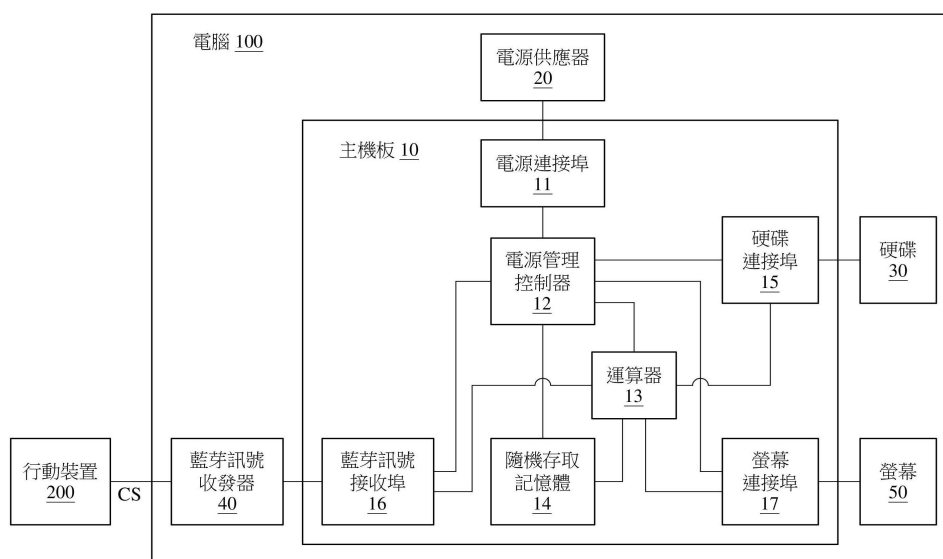 電腦 100
電源供應器
20
主機板 10
電源連接埠
11
電源管理
控制器
12
硬碟
連接埠
15
硬碟
30
運算器
13
行動裝置
200
CS
藍芽訊號
收發器
40
藍芽訊號
接收埠
16
隨機存取
記憶體
14
螢幕
連接埠
17
螢幕
50